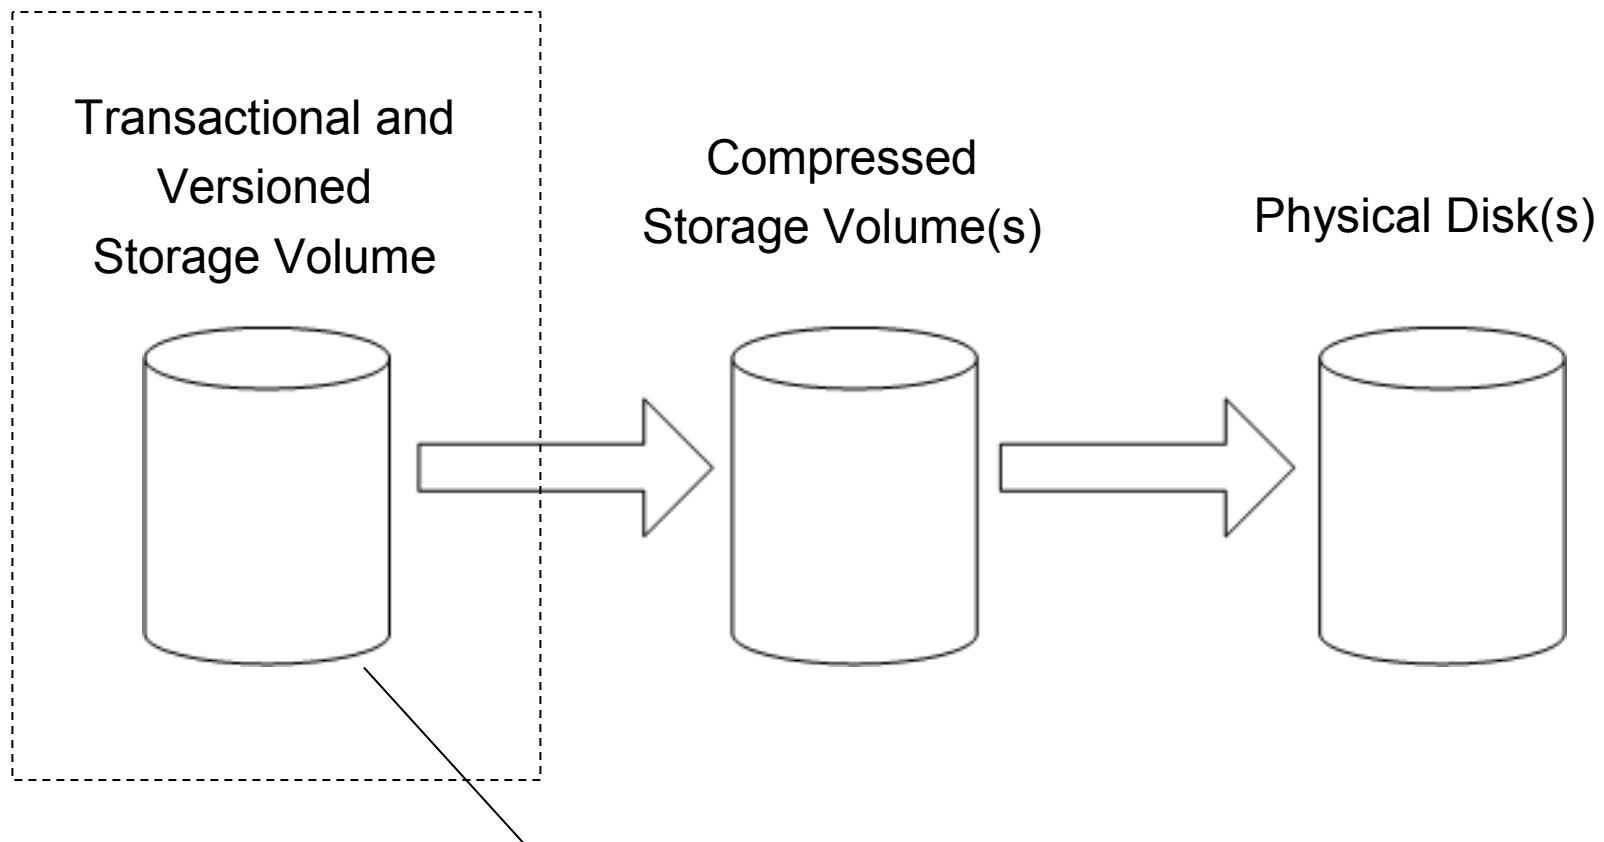 Transactional and
Versioned
Storage Volume
Compressed
Storage Volume(s)
Physical Disk(s)